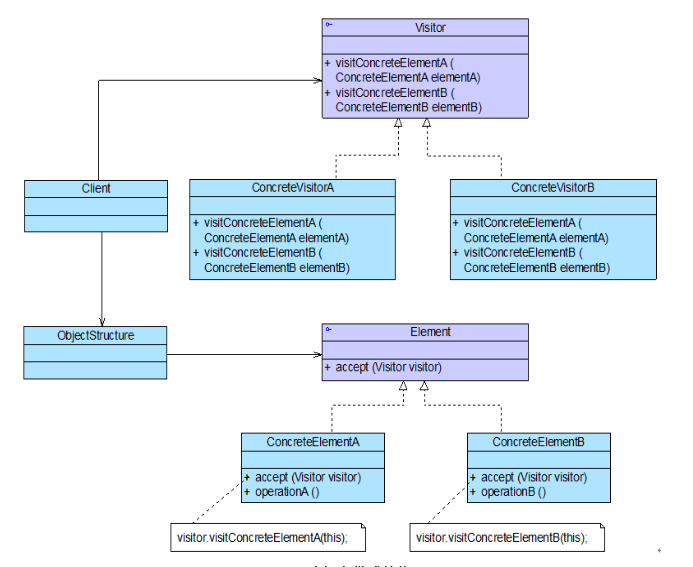 Visitor
+ visitConcreteElementA (
ConcreteElementA elementA)
+ visitConcreteElementB (
ConcreteElementB elementB)
Client
ConcreteVisitorA
+ visitConcreteElementA (
ConcreteElementA elementA)
+ visitConcreteElementB (
ConcreteElementB elementB)
ConcreteVisitorB
+ visitConcreteElementA (
ConcreteElementA elementA)
+ visitConcreteElementB (
ConcreteElementB elementB)
ObjectStructure
Element
+ accept (Visitor visitor)
ConcreteElementA
+ accept (Visitor visitor)
+ operationA ()
ConcreteElementB
+ accept (Visitor visitor)
+ operationB ()
visitor.visitConcreteElementA(this);
visitor.visitConcreteElementB(this);